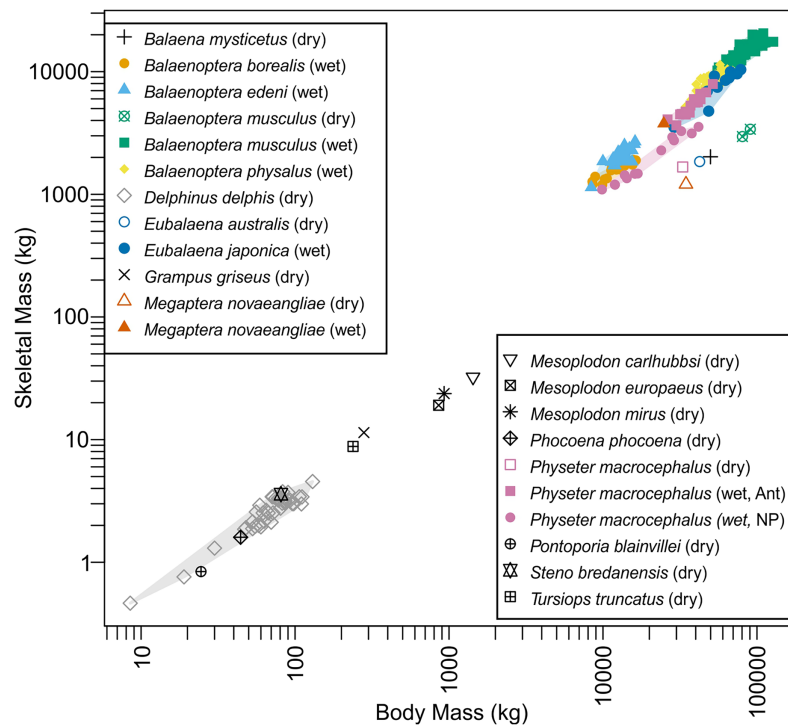 Balaena mysticetus (dry)
Balaenoptera borealis (wet)
Balaenoptera edeni (wet)
Balaenoptera musculus (dry)
Balaenoptera musculus (wet)
Balaenoptera physalus (wet)
Delphinus delphis (dry)
Eubalaena australis (dry)
Eubalaena japonica (wet)
Grampus griseus (dry)
Megaptera novaeangliae (dry)
Megaptera novaeangliae (wet)
Mesoplodon carlhubbsi (dry)
Mesoplodon europaeus (dry)
Mesoplodon mirus (dry)
Phocoena phocoena (dry)
Physeter macrocephalus (dry)
Physeter macrocephalus (wet, Ant)
Physeter macrocephalus (wet, NP)
Pontoporia blainvillei (dry)
Steno bredanensis (dry)
Tursiops truncatus (dry)
Skeletal Mass (kg)
10000
1000
100
10
1
10
100
1000
10000
100000
Body Mass (kg)